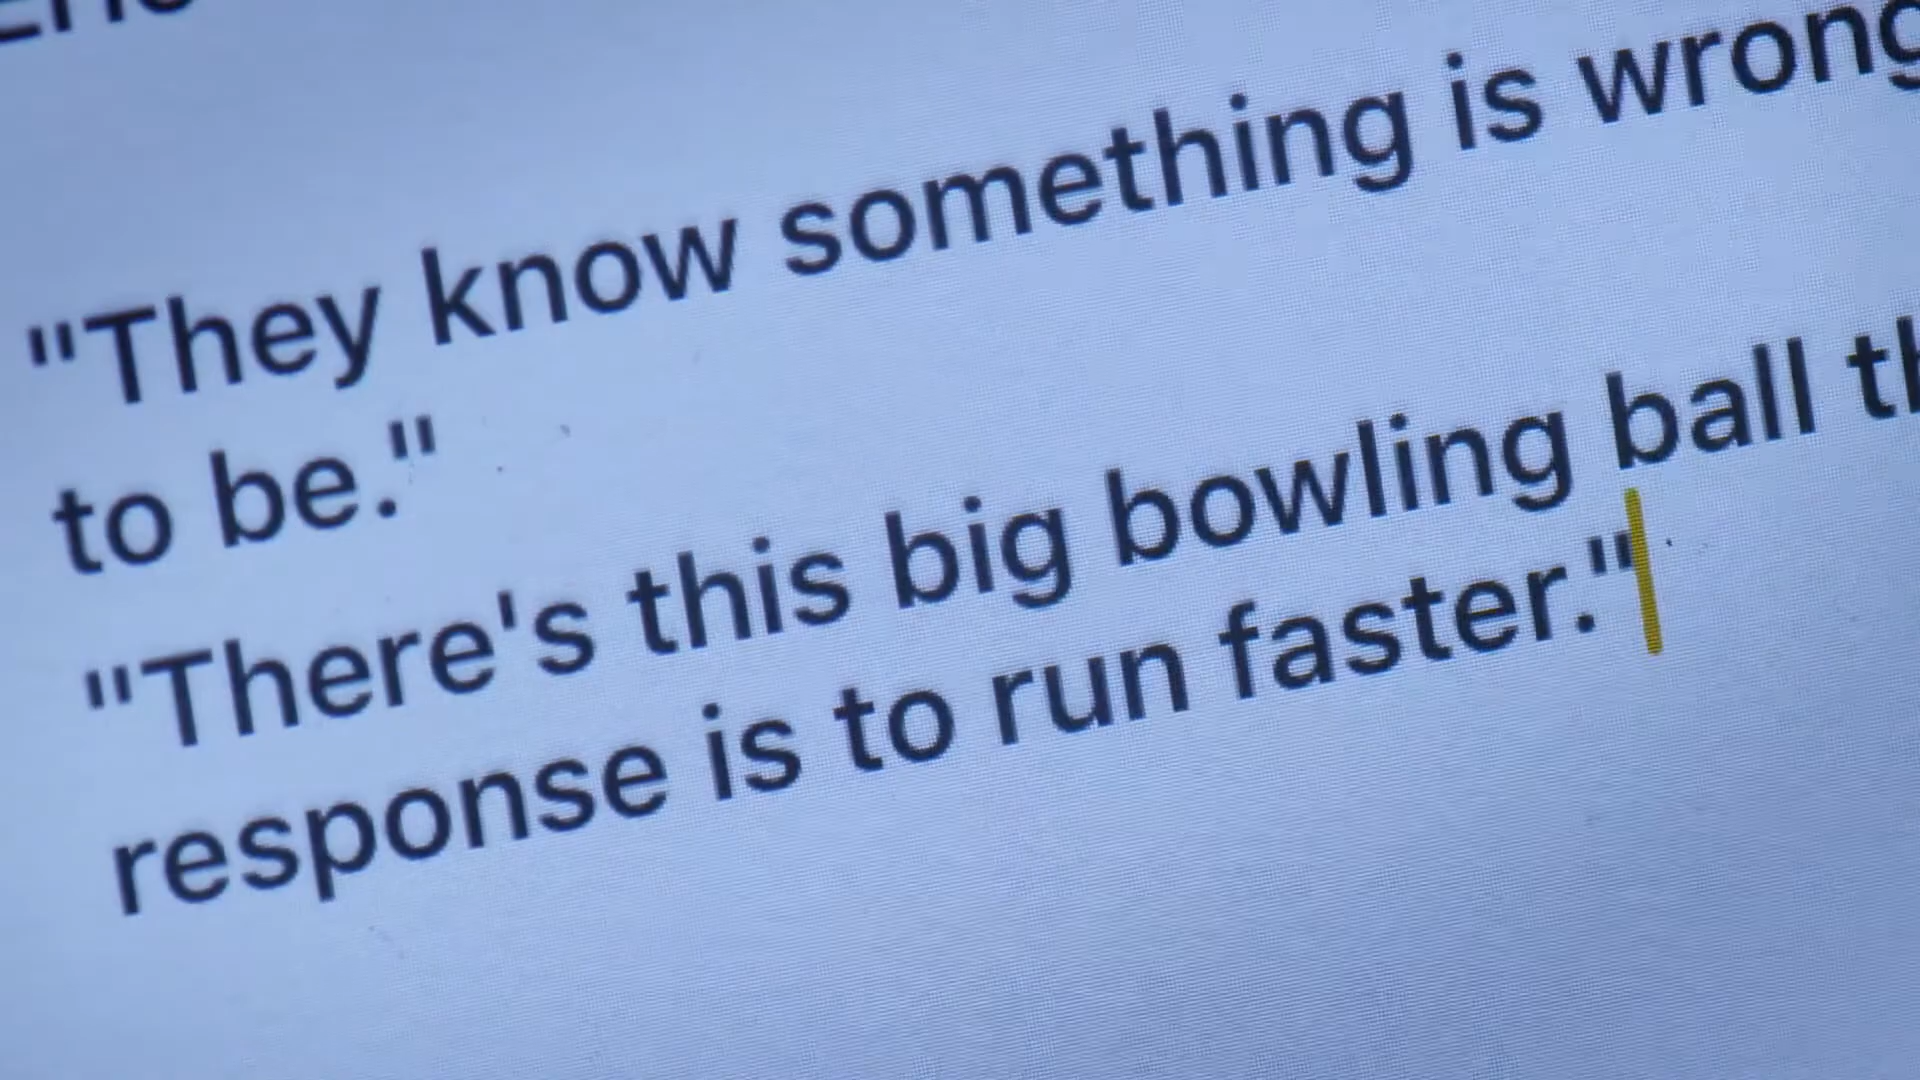 "They know something is wrong
to be."
"There's this big bowling ball
response is to run faster."